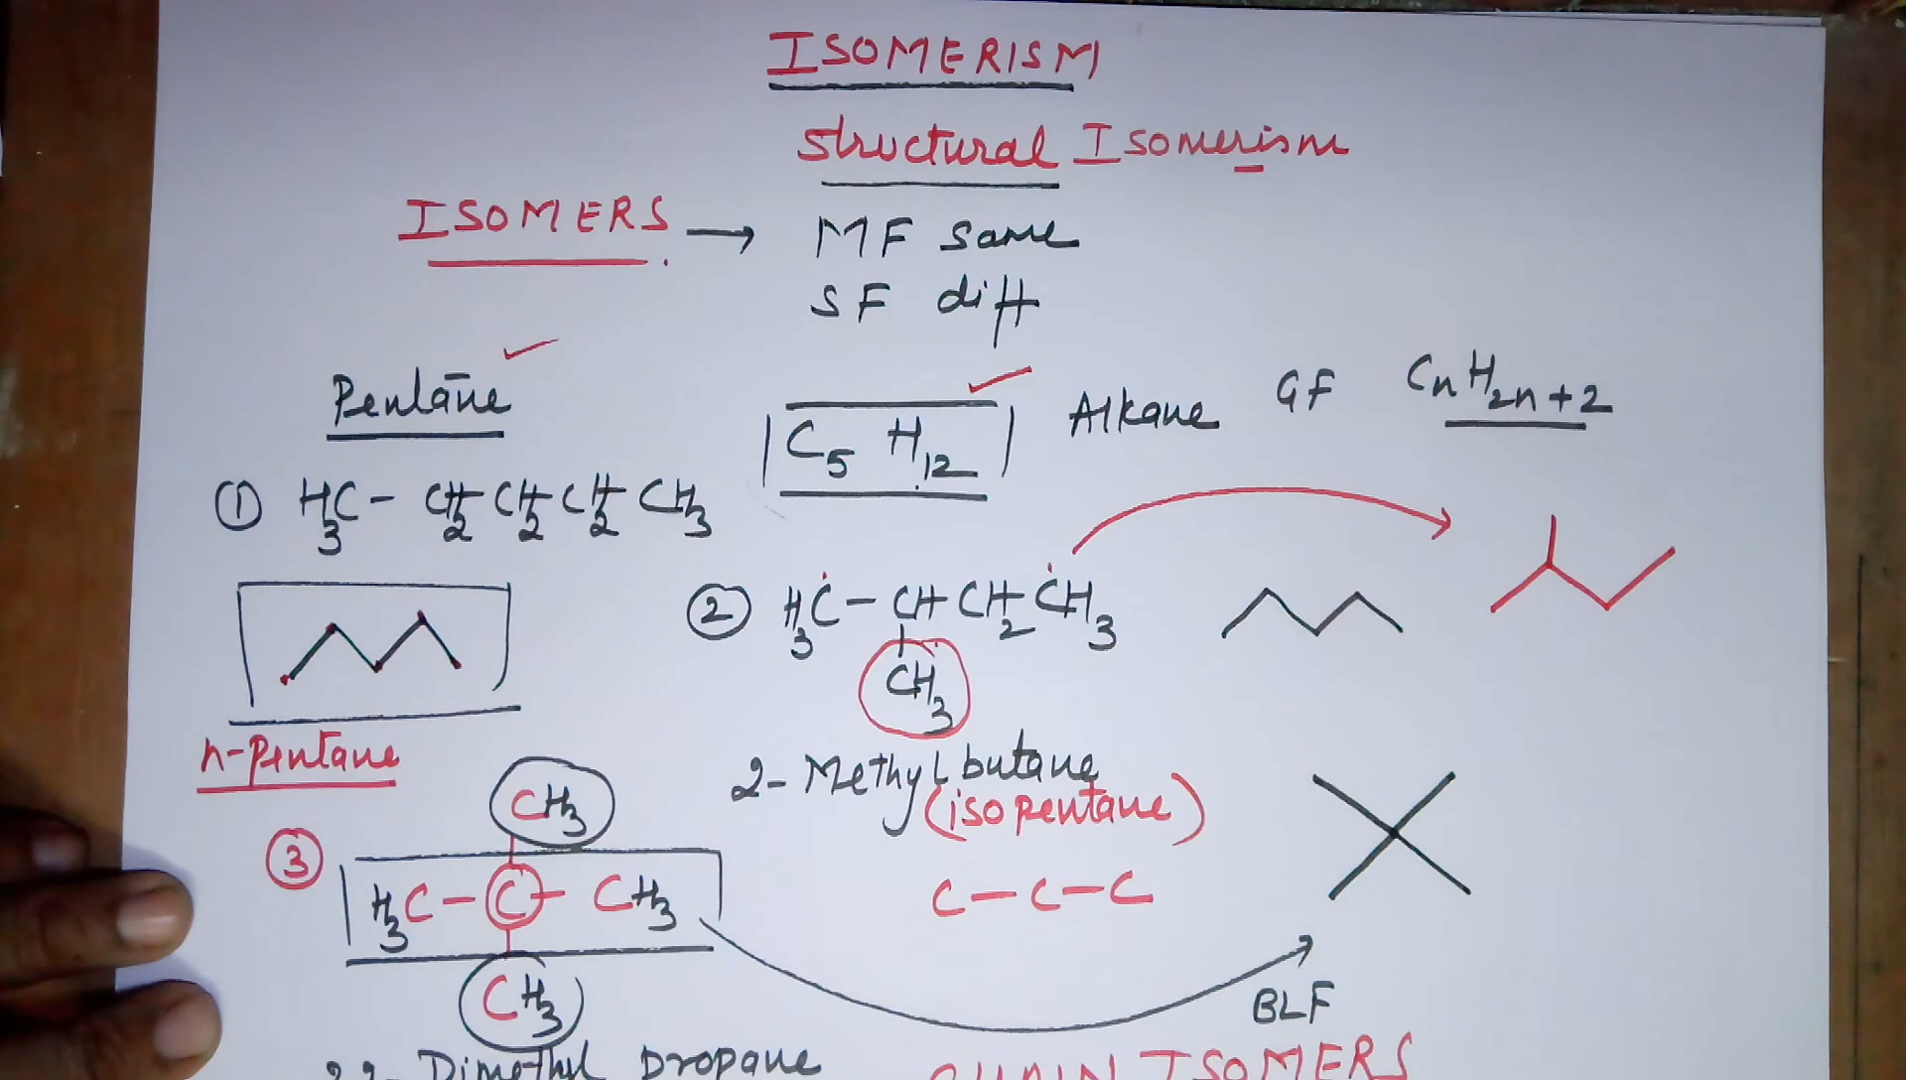 ISOMERISM
Structural Isomerism
ISOMERS → MF same
SF diff
Pentane
C5 H12 Alkane GF CnH2n+2
① H3C - CH2 CH2 CH2 CH3
② H3C - CH CH2 CH3
CH3
n-Pentane
2-Methyl butane
(isopentane)
CH3
③ H3C - C - CH3
CH3
C - C - C
BLF
22-Dimethyl propane
CHAIN ISOMERS